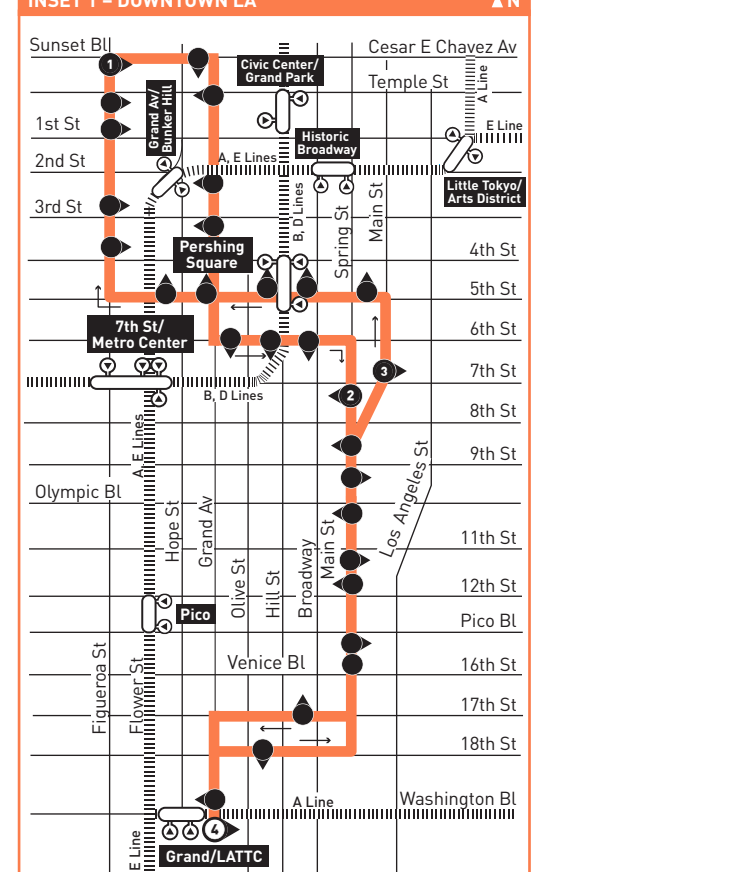 INSET 1 – DOWNTOWN LA
▲N
Sunset Bl
Cesar E Chavez Av
1
Civic Center/
Grand Park
Temple St
A Line
Grand Av/
Bunker Hill
1st St
E Line
Historic
Broadway
2nd St
A, E Lines
Little Tokyo/
Arts District
3rd St
B, D Lines
Spring St
Main St
Pershing
Square
4th St
5th St
7th St/
Metro Center
6th St
7th St
3
B, D Lines
2
8th St
A, E Lines
9th St
Olympic Bl
Los Angeles St
Hope St
Grand Av
Main St
11th St
Olive St
Hill St
Broadway
12th St
Pico
Pico Bl
Figueroa St
Flower St
Venice Bl
16th St
17th St
18th St
A Line
Washington Bl
4
E Line
Grand/LATTC